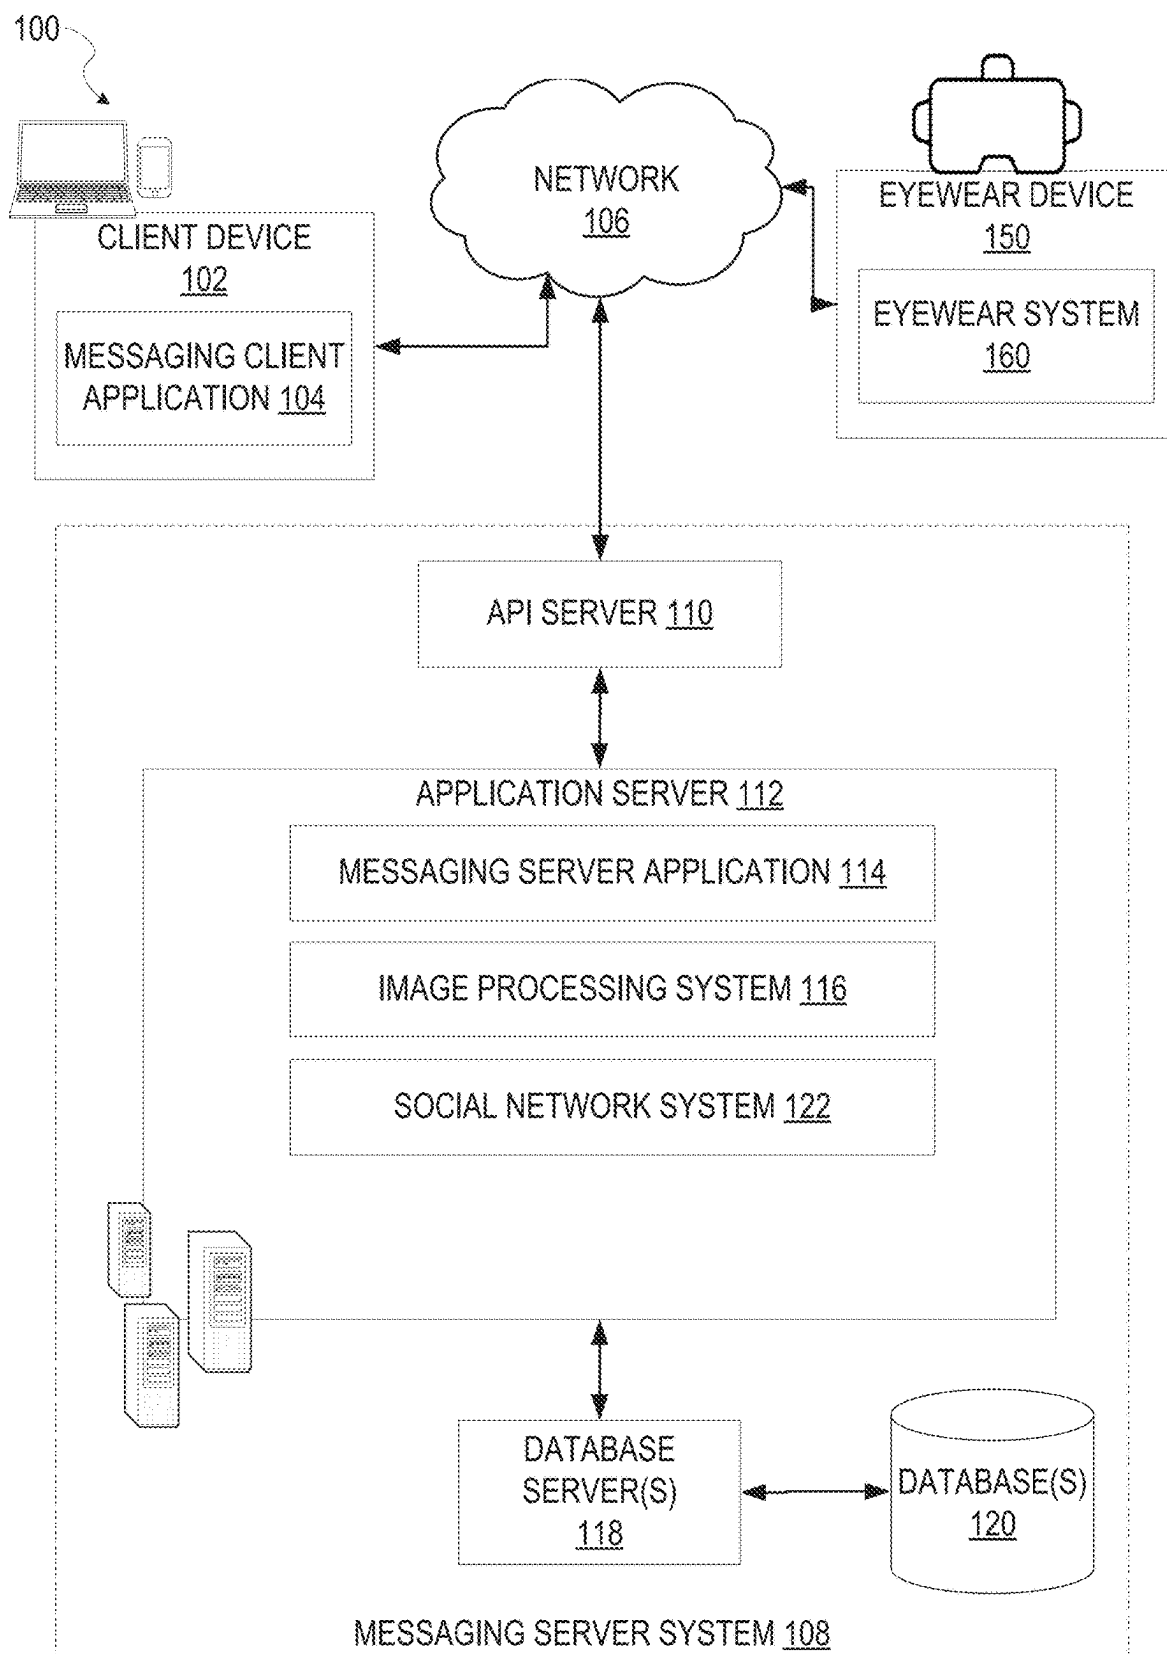 100
NETWORK
106
EYEWEAR DEVICE
150
EYEWEAR SYSTEM
160
CLIENT DEVICE
102
MESSAGING CLIENT
APPLICATION 104
API SERVER 110
APPLICATION SERVER 112
MESSAGING SERVER APPLICATION 114
IMAGE PROCESSING SYSTEM 116
SOCIAL NETWORK SYSTEM 122
DATABASE
SERVER(S)
118
DATABASE(S)
120
MESSAGING SERVER SYSTEM 108